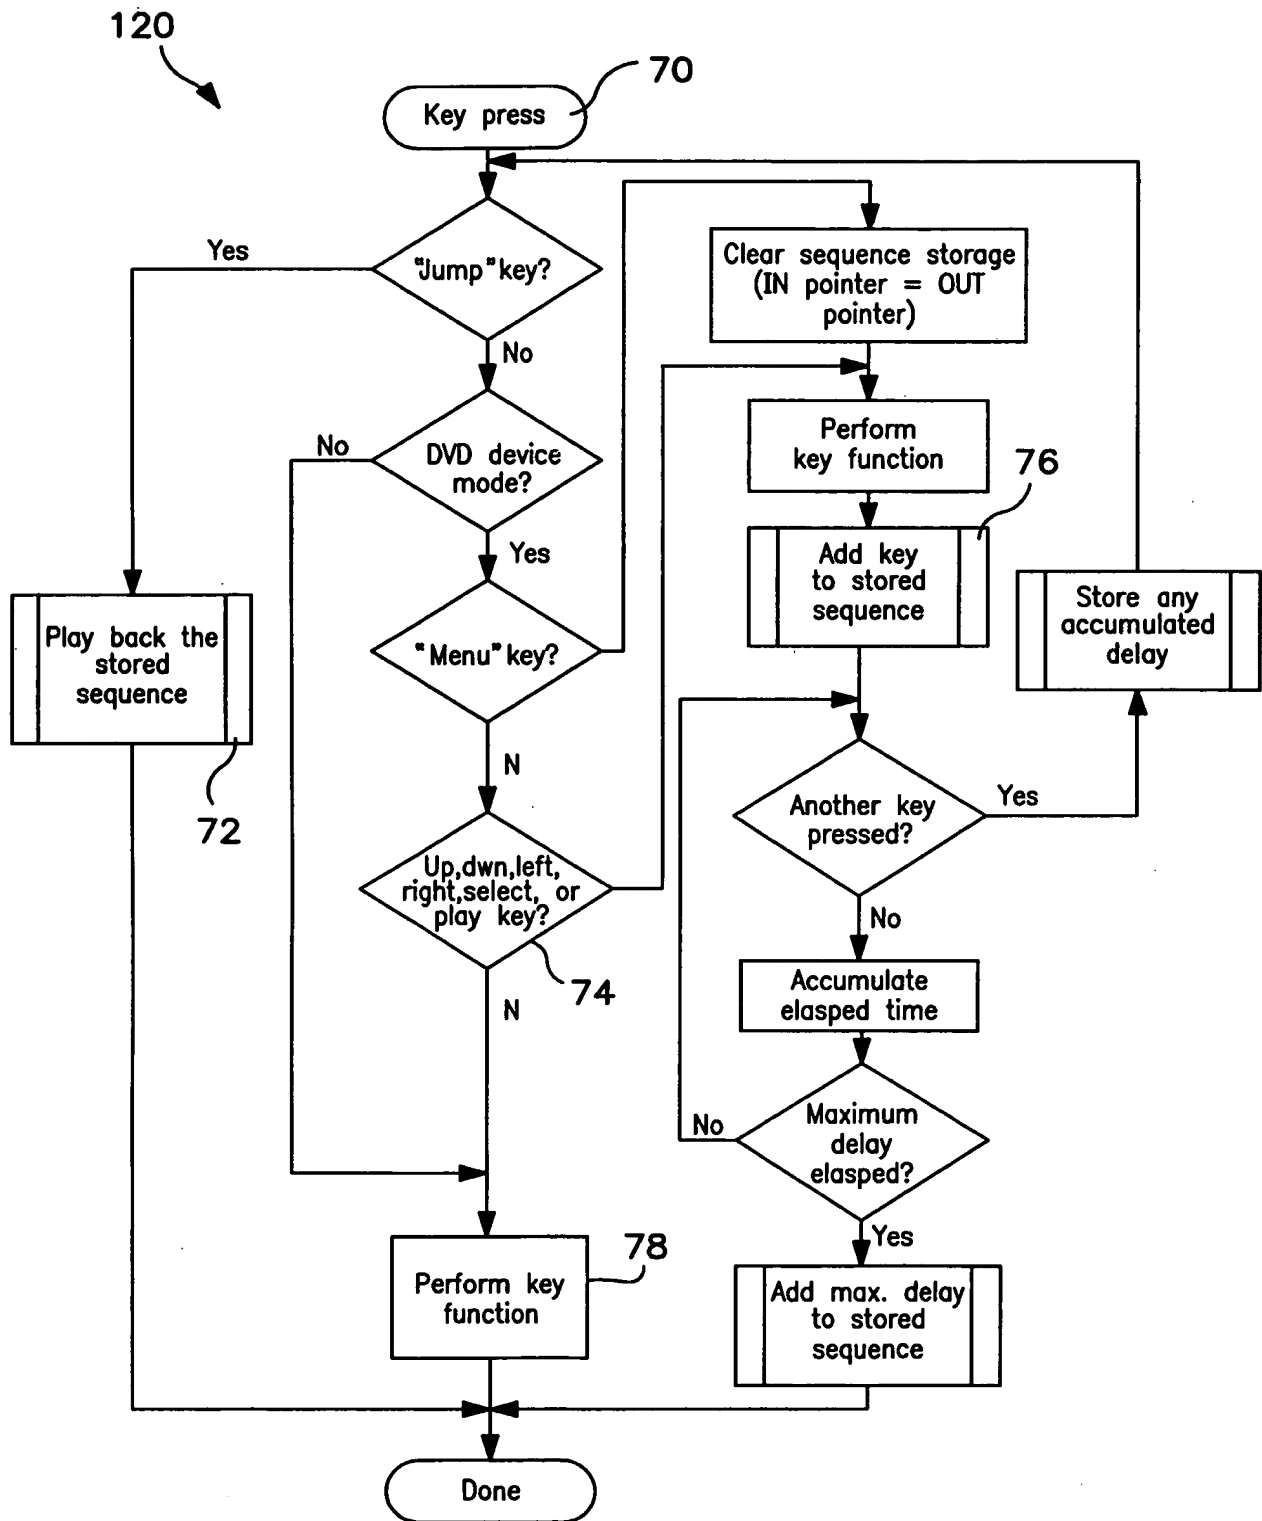 120
70
Key press
Yes
"Jump" key?
No
Clear sequence storage
(IN pointer = OUT
pointer)
No
DVD device
mode?
Yes
Perform
key function
76
Add key
to stored
sequence
Store any
accumulated
delay
Play back the
stored
sequence
72
"Menu" key?
N
Another key
pressed?
Yes
No
Up,dwn,left,
right,select, or
play key?
74
N
Accumulate
elasped time
No
Maximum
delay
elasped?
Yes
Perform key
function
78
Add max. delay
to stored
sequence
Done